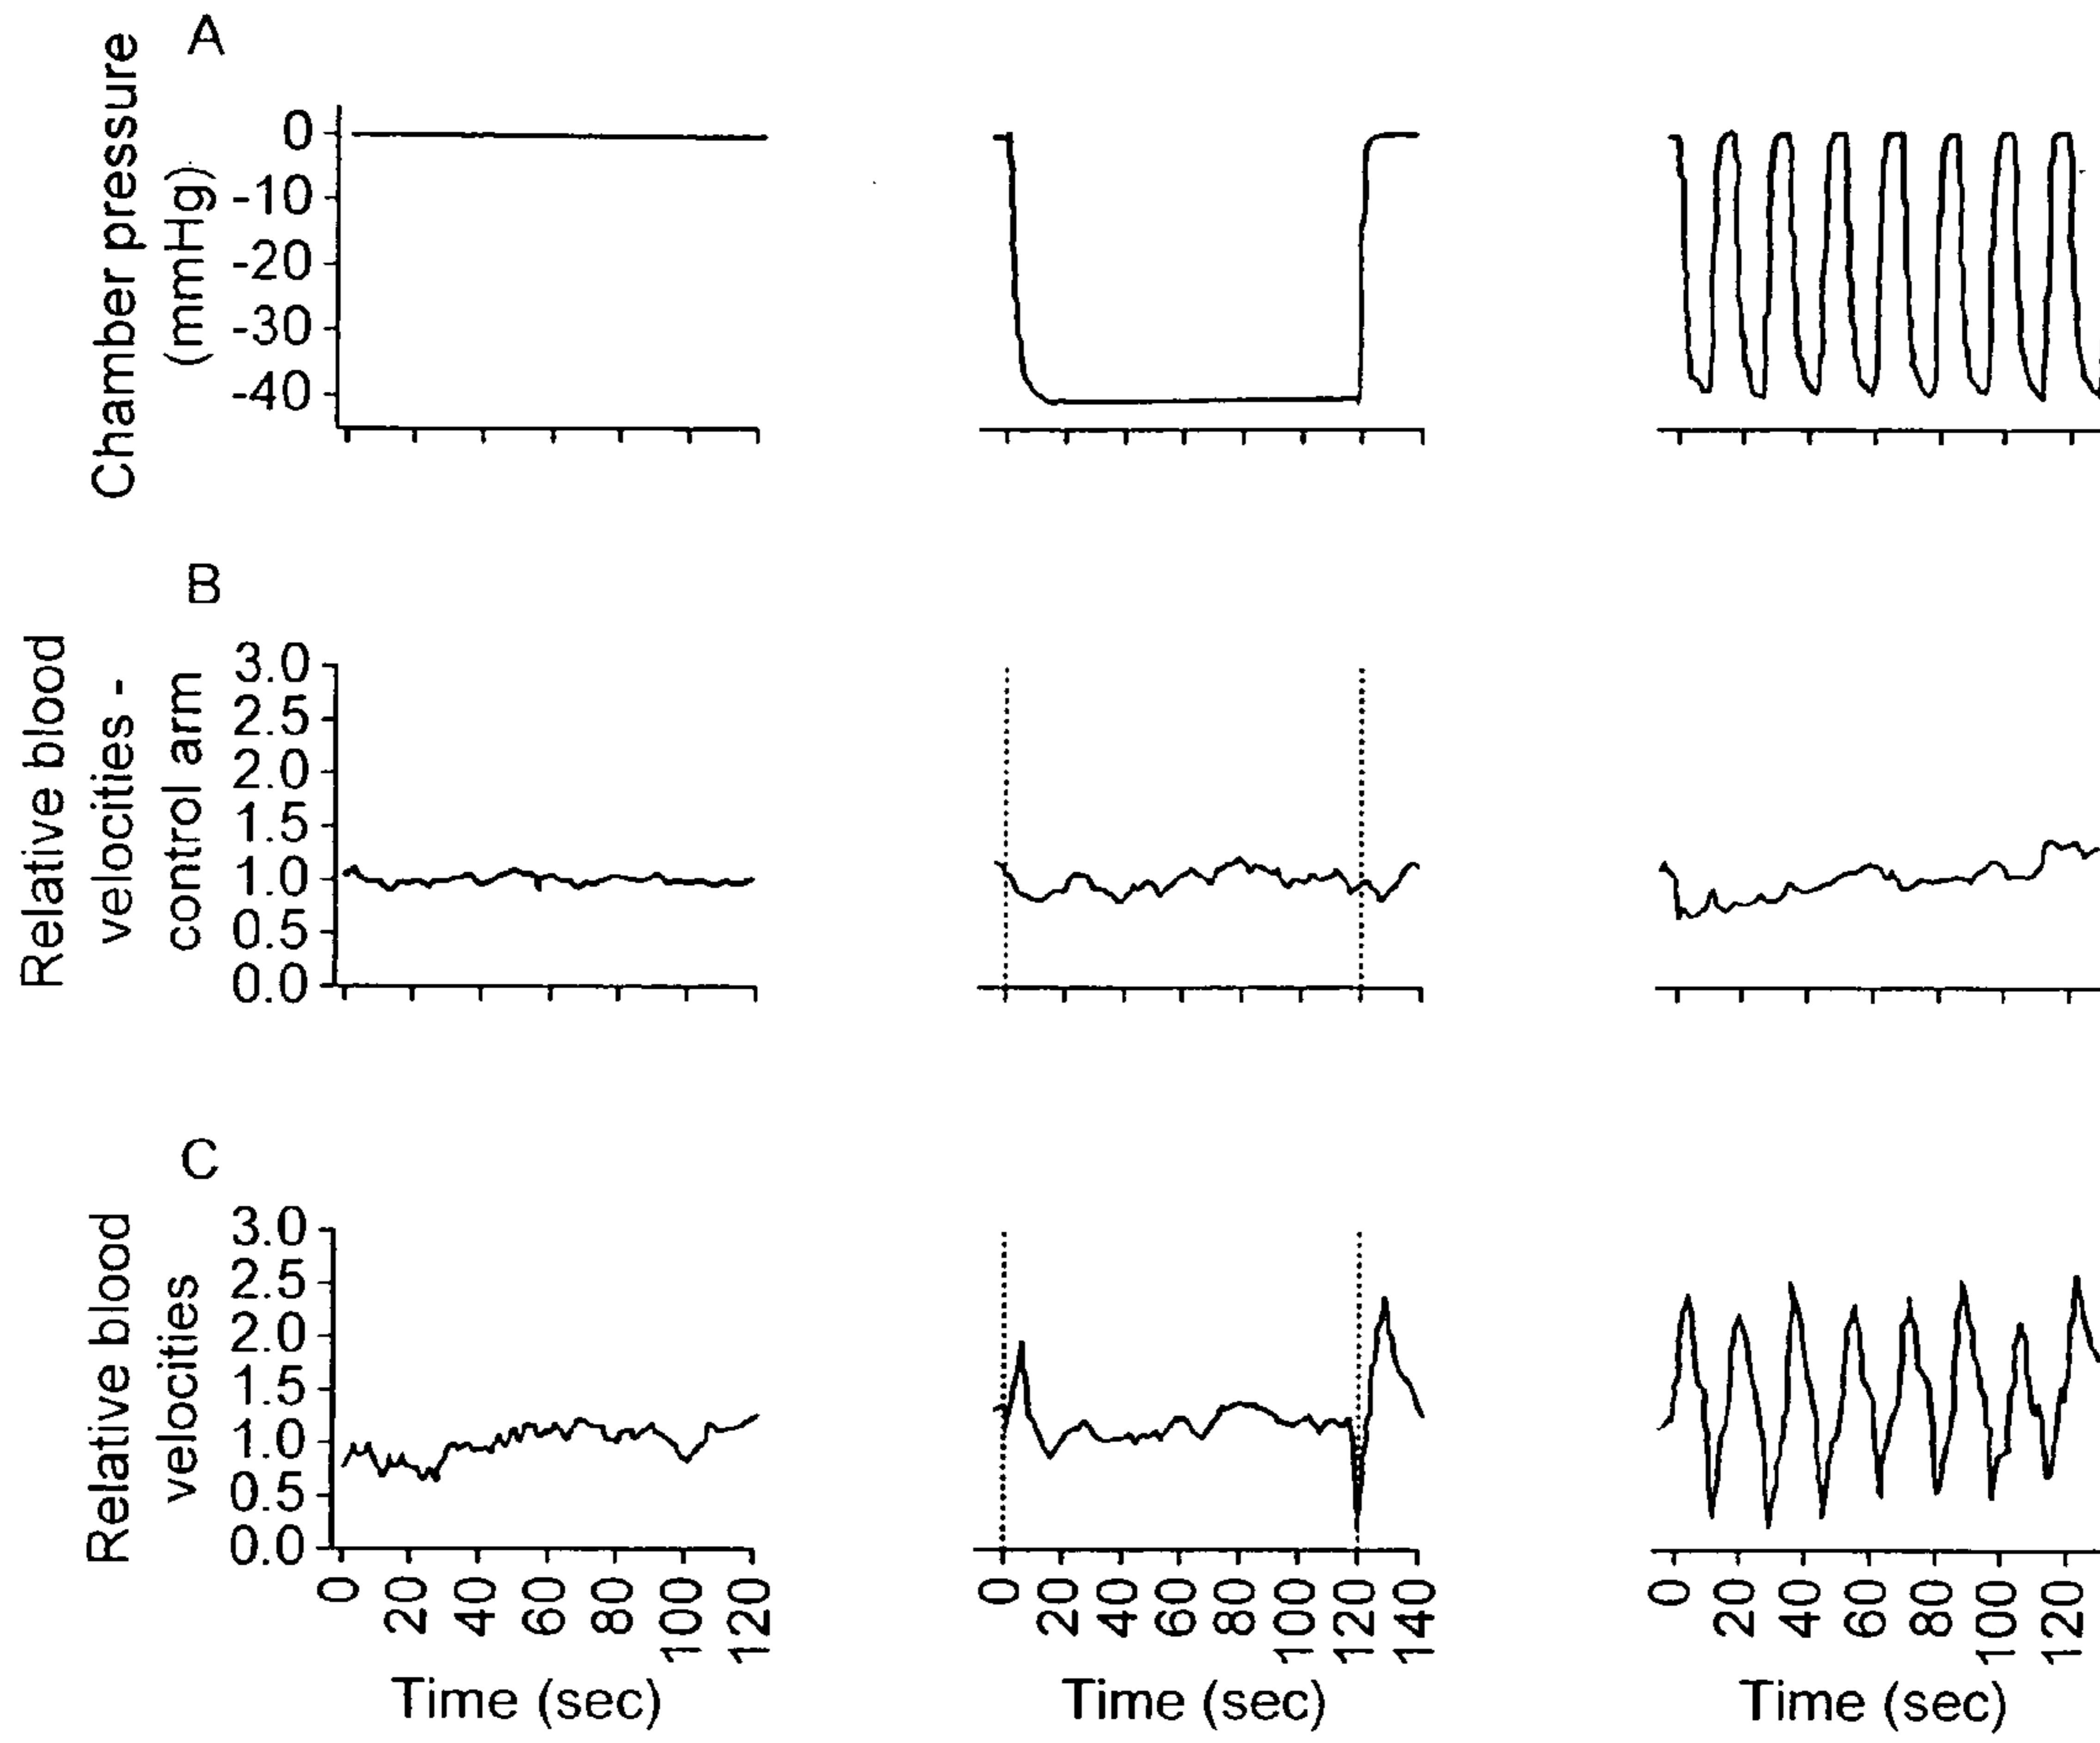 A
Chamber pressure
(mmHg)
0
-10
-20
-30
-40
B
Relative blood
velocities -
control arm
3.0
2.5
2.0
1.5
1.0
0.5
0.0
C
Relative blood
velocities
3.0
2.5
2.0
1.5
1.0
0.5
0.0
0 20 40 60 80 100 120
0 20 40 60 80 100 120 140
0 20 40 60 80 100 120
Time (sec)
Time (sec)
Time (sec)